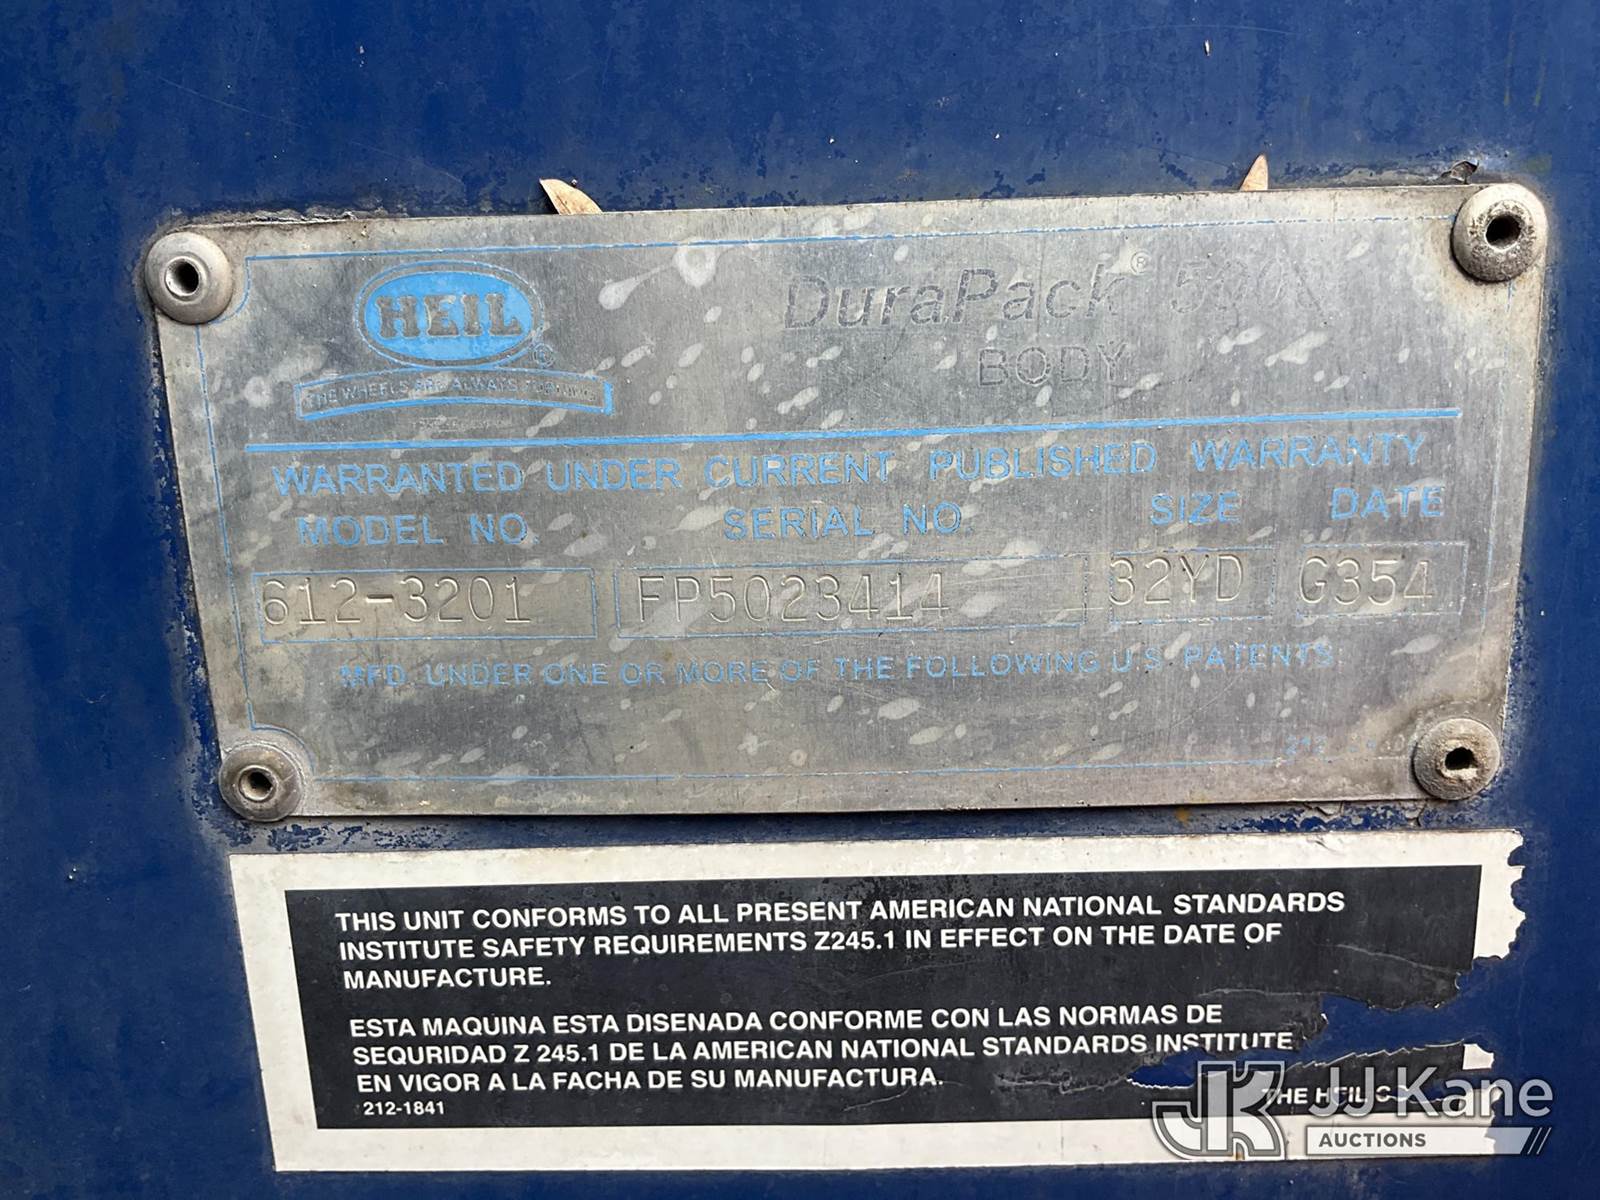 HEIL
DuraPack®
BODY
THE WHEELS ARE ALWAYS TURNING
WARRANTED UNDER CURRENT PUBLISHED WARRANTY
MODEL NO. SERIAL NO. SIZE DATE
612-3201 FP5023414 32YD G354
MFD. UNDER ONE OR MORE OF THE FOLLOWING U.S. PATENTS:
THIS UNIT CONFORMS TO ALL PRESENT AMERICAN NATIONAL STANDARDS
INSTITUTE SAFETY REQUIREMENTS Z245.1 IN EFFECT ON THE DATE OF
MANUFACTURE.
ESTA MAQUINA ESTA DISENADA CONFORME CON LAS NORMAS DE
SEQURIDAD Z 245.1 DE LA AMERICAN NATIONAL STANDARDS INSTITUTE
EN VIGOR A LA FACHA DE SU MANUFACTURA.
212-1841
THE HEIL CO.
JJ Kane
AUCTIONS